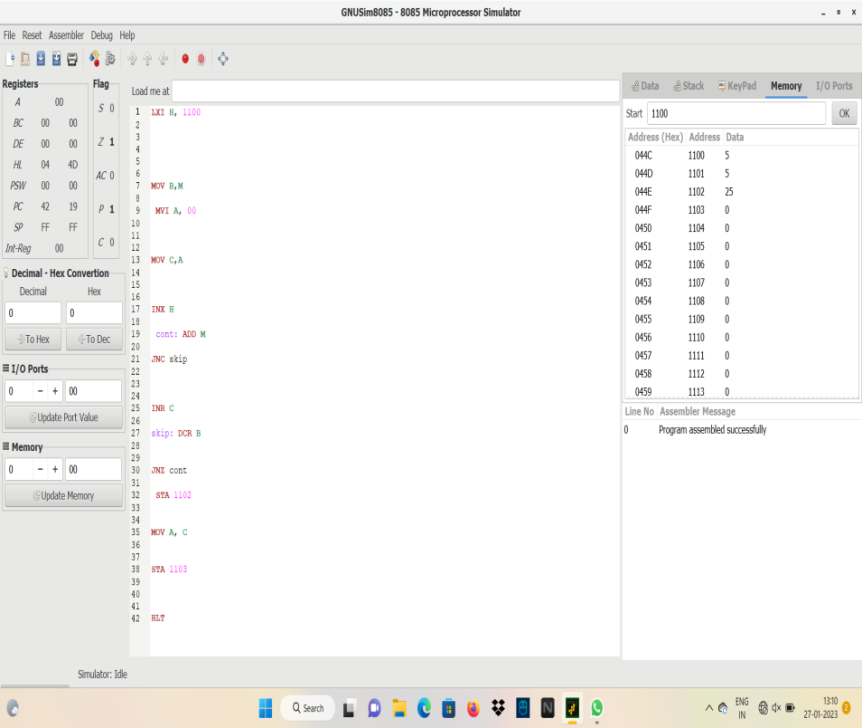 GNUSim8085 - 8085 Microprocessor Simulator
File Reset Assembler Debug Help
Registers
A 00
BC 00 00
DE 00 00
HL 04 4D
PSW 00 00
PC 42 19
SP FF FF
Int-Reg 00
Flag
S 0
Z 1
AC 0
P 1
C 0
Decimal - Hex Convertion
Decimal Hex
0 0
To Hex To Dec
I/O Ports
0 - + 00
Update Port Value
Memory
0 - + 00
Update Memory
Load me at
1 LXI H, 1100
2
3
4
5
6
7 MOV B,M
8
9 MVI A, 00
10
11
12
13 MOV C,A
14
15
16
17 INX H
18
19 cont: ADD M
20
21 JNC skip
22
23
24
25 INR C
26
27 skip: DCR B
28
29
30 JNZ cont
31
32 STA 1102
33
34
35 MOV A, C
36
37
38 STA 1103
39
40
41
42 HLT
Data Stack KeyPad Memory I/O Ports
Start 1100 OK
Address (Hex) Address Data
044C 1100 5
044D 1101 5
044E 1102 25
044F 1103 0
0450 1104 0
0451 1105 0
0452 1106 0
0453 1107 0
0454 1108 0
0455 1109 0
0456 1110 0
0457 1111 0
0458 1112 0
0459 1113 0
Line No Assembler Message
0 Program assembled successfully
Simulator: Idle
Search
ENG
IN
13:10
27-01-2023
2